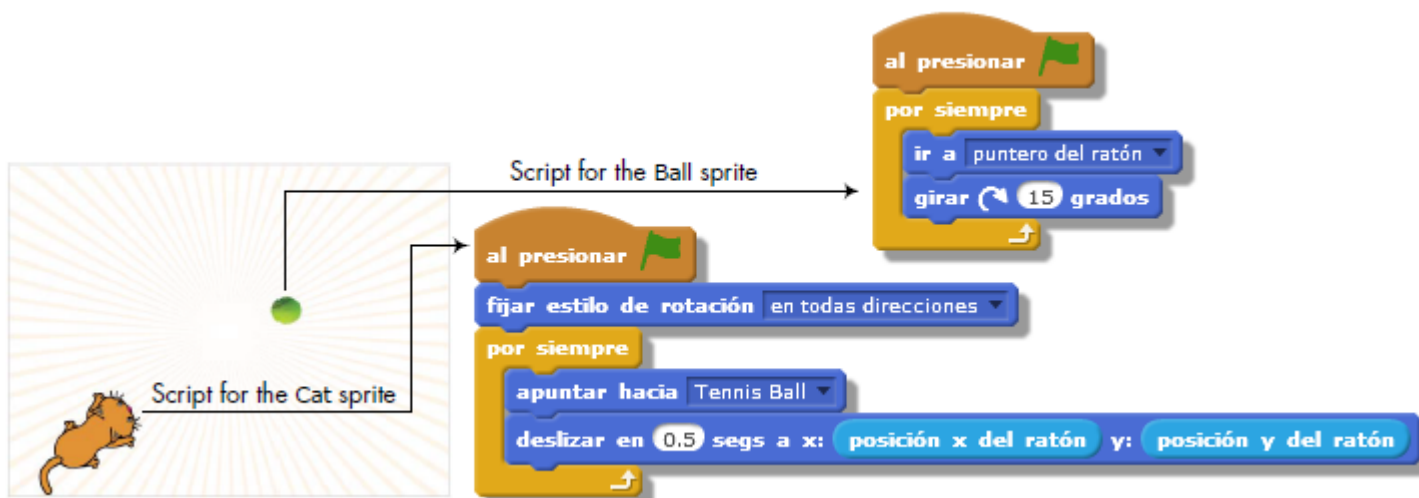 al presionar
por siempre
ir a puntero del ratón
girar 15 grados
Script for the Ball sprite
al presionar
fijar estilo de rotación en todas direcciones
por siempre
Script for the Cat sprite
apuntar hacia Tennis Ball
deslizar en 0.5 segs a x: posición x del ratón y: posición y del ratón